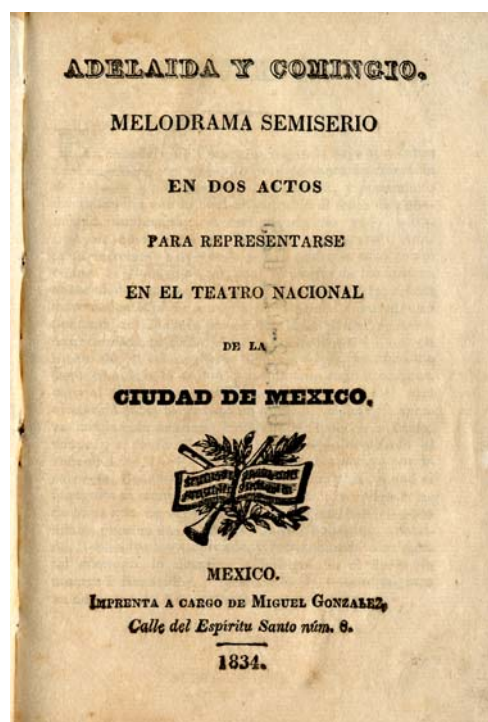 ADELAIDA Y COMINGIO.
MELODRAMA SEMISERIO
EN DOS ACTOS
PARA REPRESENTARSE
EN EL TEATRO NACIONAL
DE LA
CIUDAD DE MEXICO.
MEXICO.
IMPRENTA A CARGO DE MIGUEL GONZALEZ,
Calle del Espíritu Santo núm. 8.
1834.